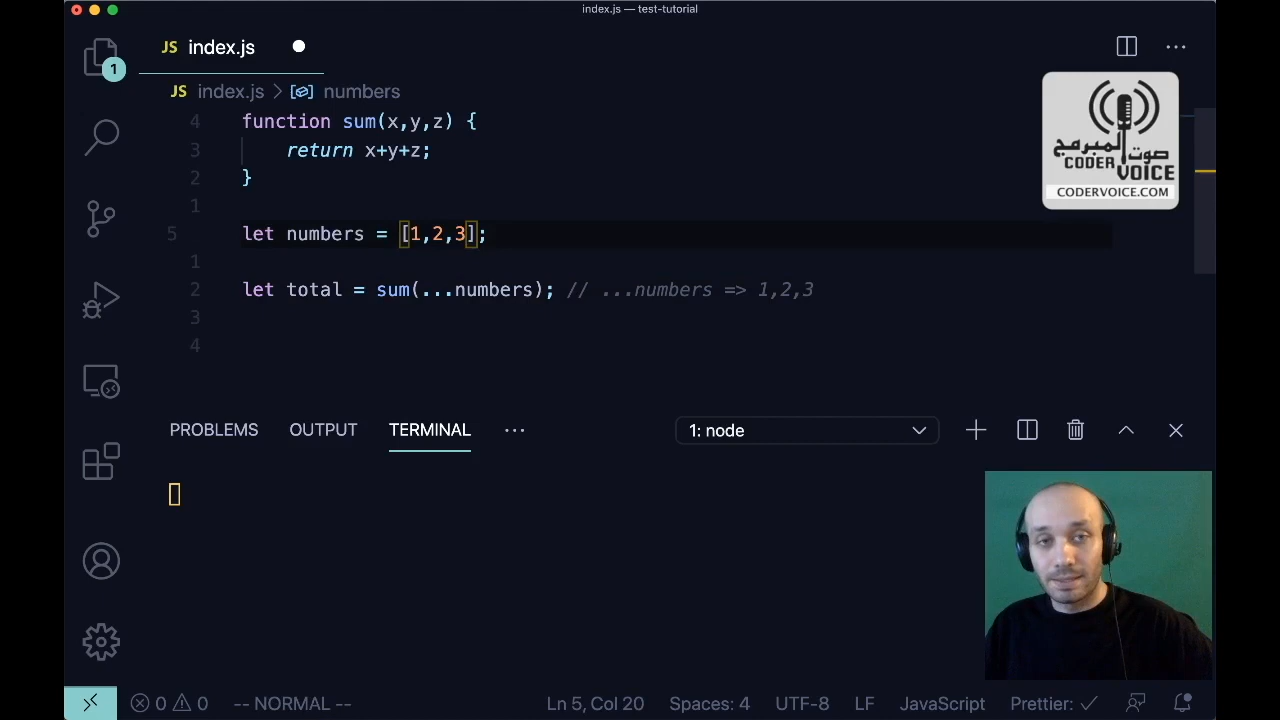 index.js — test-tutorial
JS index.js
1
JS index.js > numbers
4 function sum(x,y,z) {
3 return x+y+z;
2 }
1
5 let numbers = [1,2,3];
1
2 let total = sum(...numbers); // ...numbers => 1,2,3
3
4
صوت المبرمج
CODER VOICE
CODERVOICE.COM
PROBLEMS OUTPUT TERMINAL ... 1: node
0 0 -- NORMAL -- Ln 5, Col 20 Spaces: 4 UTF-8 LF JavaScript Prettier: ✓